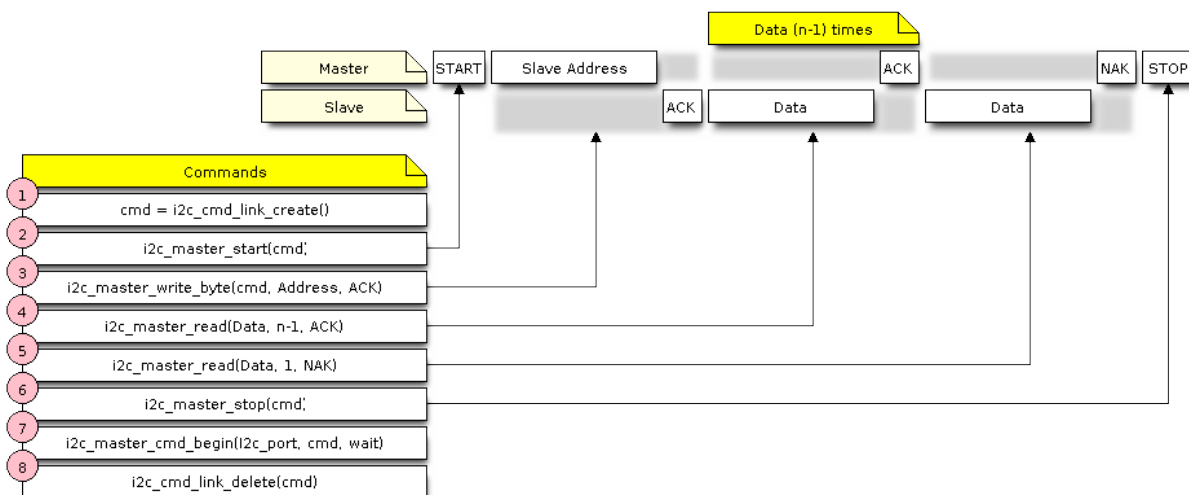 Data (n-1) times
Master START Slave Address ACK NAK STOP
Slave ACK Data Data
Commands
1
cmd = i2c_cmd_link_create()
2
i2c_master_start(cmd;
3
i2c_master_write_byte(cmd, Address, ACK)
4
i2c_master_read(Data, n-1, ACK)
5
i2c_master_read(Data, 1, NAK)
6
i2c_master_stop(cmd;
7
i2c_master_cmd_begin(I2c_port, cmd, wait)
8
i2c_cmd_link_delete(cmd)